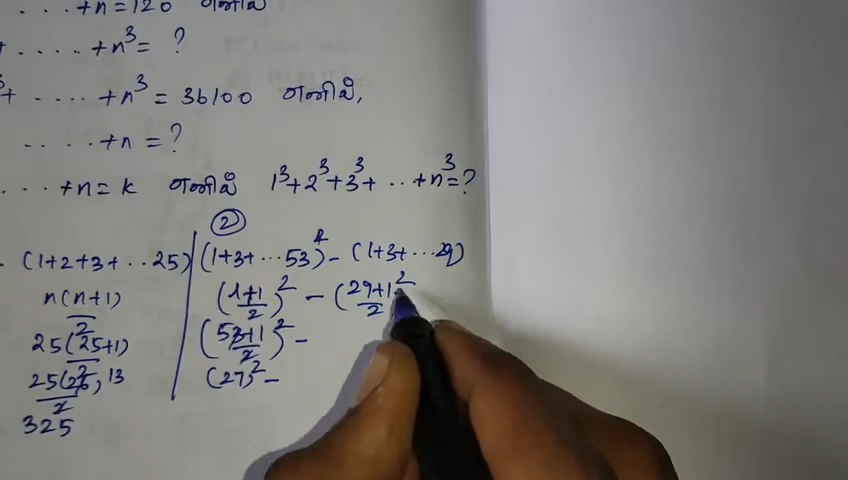 . . . . +n=120 எனில்
+ . . . . . +n³ = ?
³+ . . . . . +n³ = 36100 எனில்,
. . . . . +n = ?
. . . +n = k எனில் 1³+2³+3³+ . . . +n³=?
②
(1+2+3+ . . . 25) (1+3+ . . . 53) - (1+3+ . . . 29)
n(n+1)/2 (l+1/2)² - (29+1/2)²
25(25+1)/2 (53+1/2)² -
25(26)/2 13 (27)² -
325